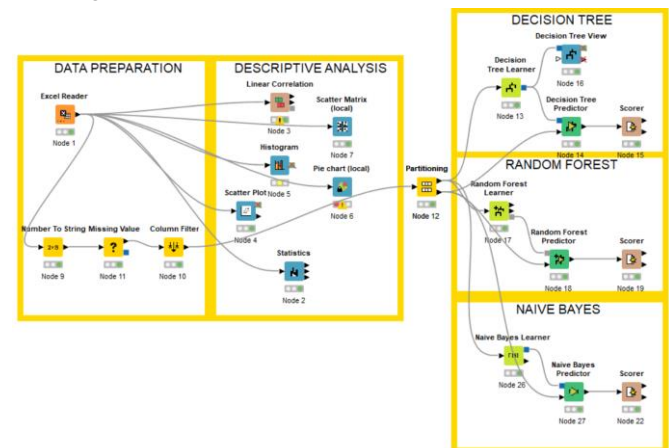 DATA PREPARATION
Excel Reader
Node 1
Number To String
Node 9
Missing Value
?
Node 11
Column Filter
Node 10
DESCRIPTIVE ANALYSIS
Linear Correlation
Node 3
Scatter Matrix
(local)
Node 7
Histogram
Node 5
Pie chart (local)
Node 6
Scatter Plot
Node 4
Statistics
Node 2
Partitioning
Node 12
DECISION TREE
Decision Tree View
Node 16
Decision
Tree Learner
Node 13
Decision Tree
Predictor
Node 14
Scorer
Node 15
RANDOM FOREST
Random Forest
Learner
Node 17
Random Forest
Predictor
Node 18
Scorer
Node 19
NAIVE BAYES
Naive Bayes Learner
Node 26
Naive Bayes
Predictor
Node 27
Scorer
Node 22